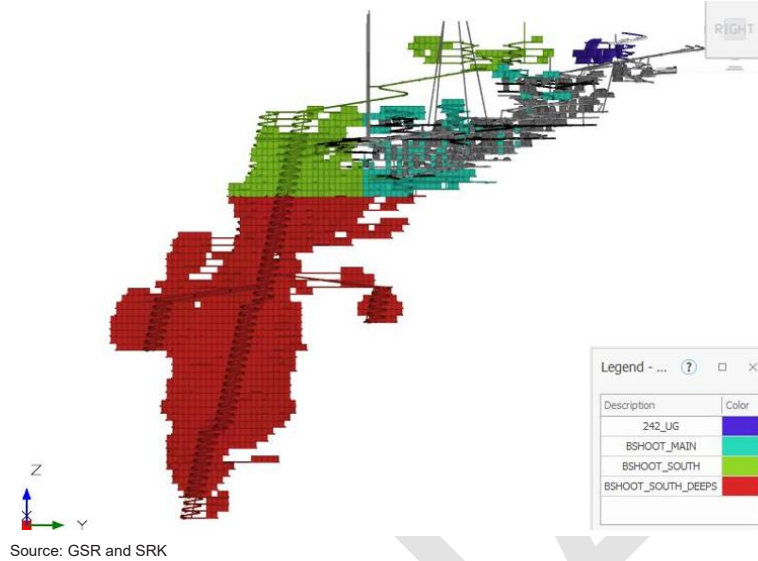 RIGHT
Legend - ... ?
Description Color
242_UG
BSHOOT_MAIN
BSHOOT_SOUTH
BSHOOT_SOUTH_DEEPS
Z
X Y
Source: GSR and SRK